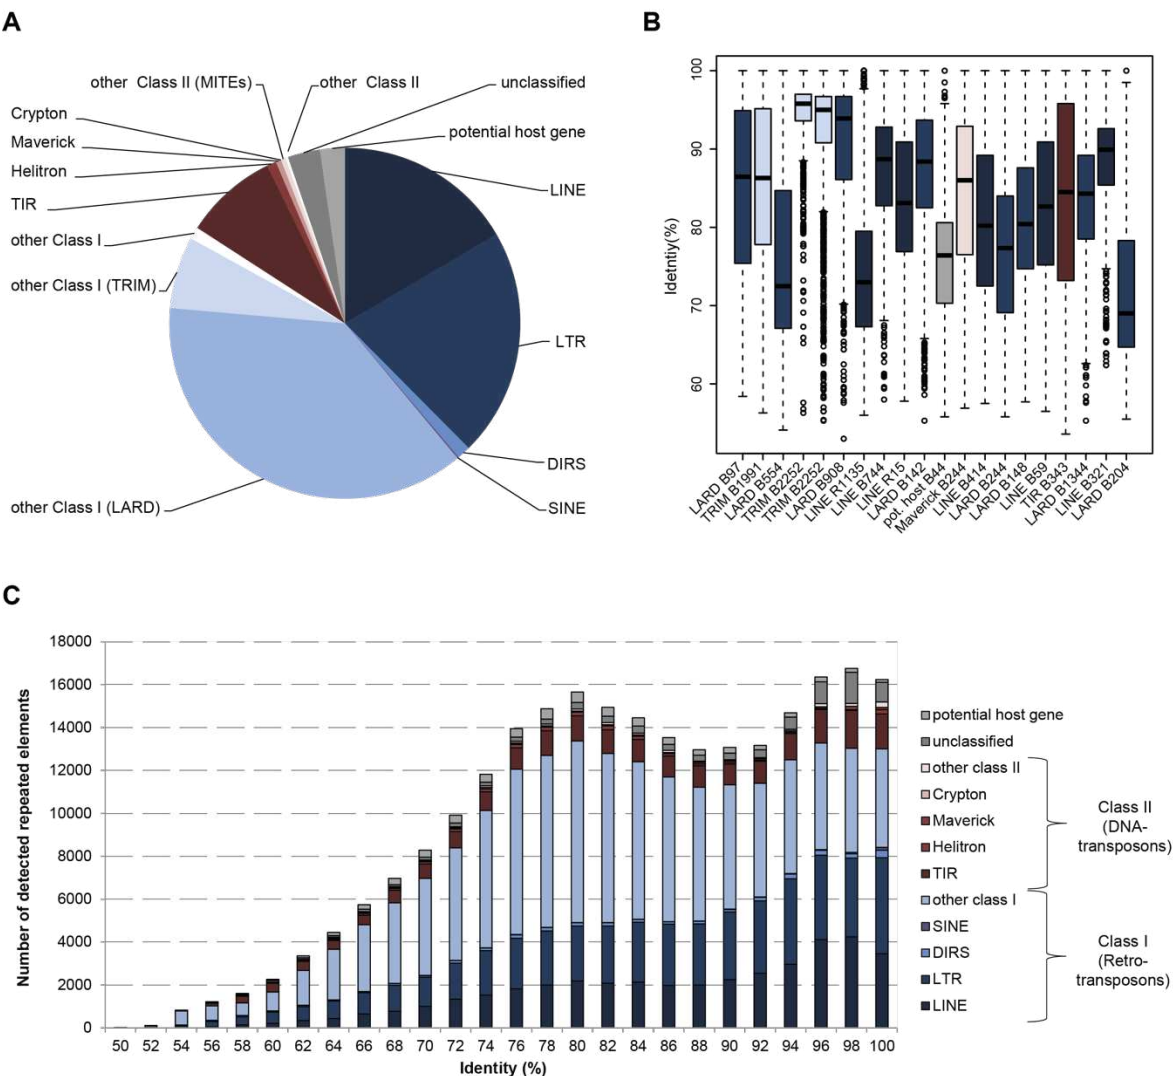 A
other Class II (MITEs)
other Class II
unclassified
Crypton
potential host gene
Maverick
Helitron
LINE
TIR
other Class I
other Class I (TRIM)
LTR
DIRS
other Class I (LARD)
SINE
B
Idetntiy(%)
100
90
80
70
60
LARD B97
TRIM B1991
LARD B554
TRIM B2252
TRIM B2252
LARD B908
LINE R1135
LINE B744
LINE R15
LARD B142
pot. host B44
Maverick B244
LINE B414
LARD B244
LARD B148
LINE B59
TIR B343
LARD B1344
LINE B321
LARD B204
C
Number of detected repeated elements
18000
16000
14000
12000
10000
8000
6000
4000
2000
0
50 52 54 56 58 60 62 64 66 68 70 72 74 76 78 80 82 84 86 88 90 92 94 96 98 100
Identity (%)
potential host gene
unclassified
other class II
Crypton
Maverick
Helitron
TIR
other class I
SINE
DIRS
LTR
LINE
Class II
(DNA-
transposons)
Class I
(Retro-
transposons)